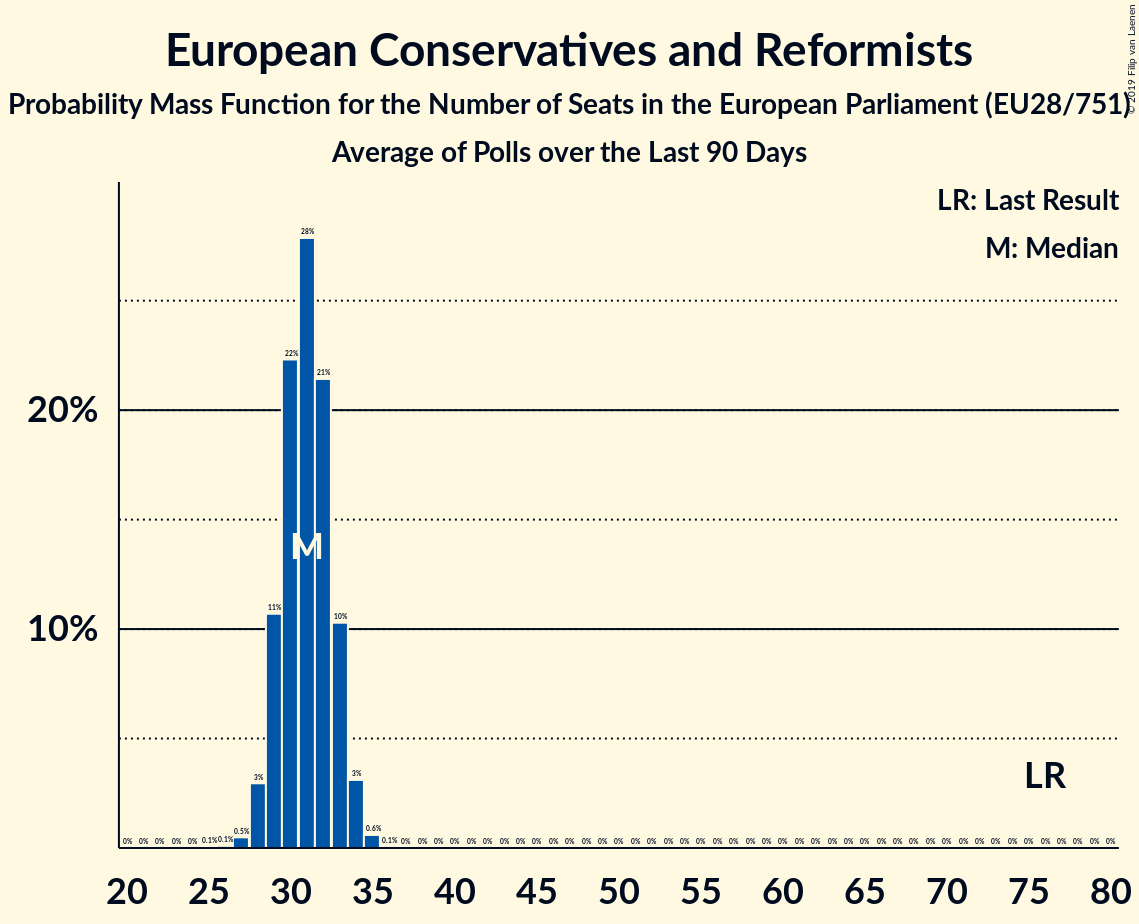 European Conservatives and Reformists
Probability Mass Function for the Number of Seats in the European Parliament (EU28/751)
Average of Polls over the Last 90 Days
© 2019 Filip van Laenen
LR: Last Result
M: Median
28%
22%
21%
20%
M
11%
10%
10%
LR
3%
3%
0.5%
0.6%
0% 0% 0% 0% 0% 0.1% 0.1% 0.1% 0% 0% 0% 0% 0% 0% 0% 0% 0% 0% 0% 0% 0% 0% 0% 0% 0% 0% 0% 0% 0% 0% 0% 0% 0% 0% 0% 0% 0% 0% 0% 0% 0% 0% 0% 0% 0% 0% 0% 0% 0% 0% 0% 0%
20 25 30 35 40 45 50 55 60 65 70 75 80